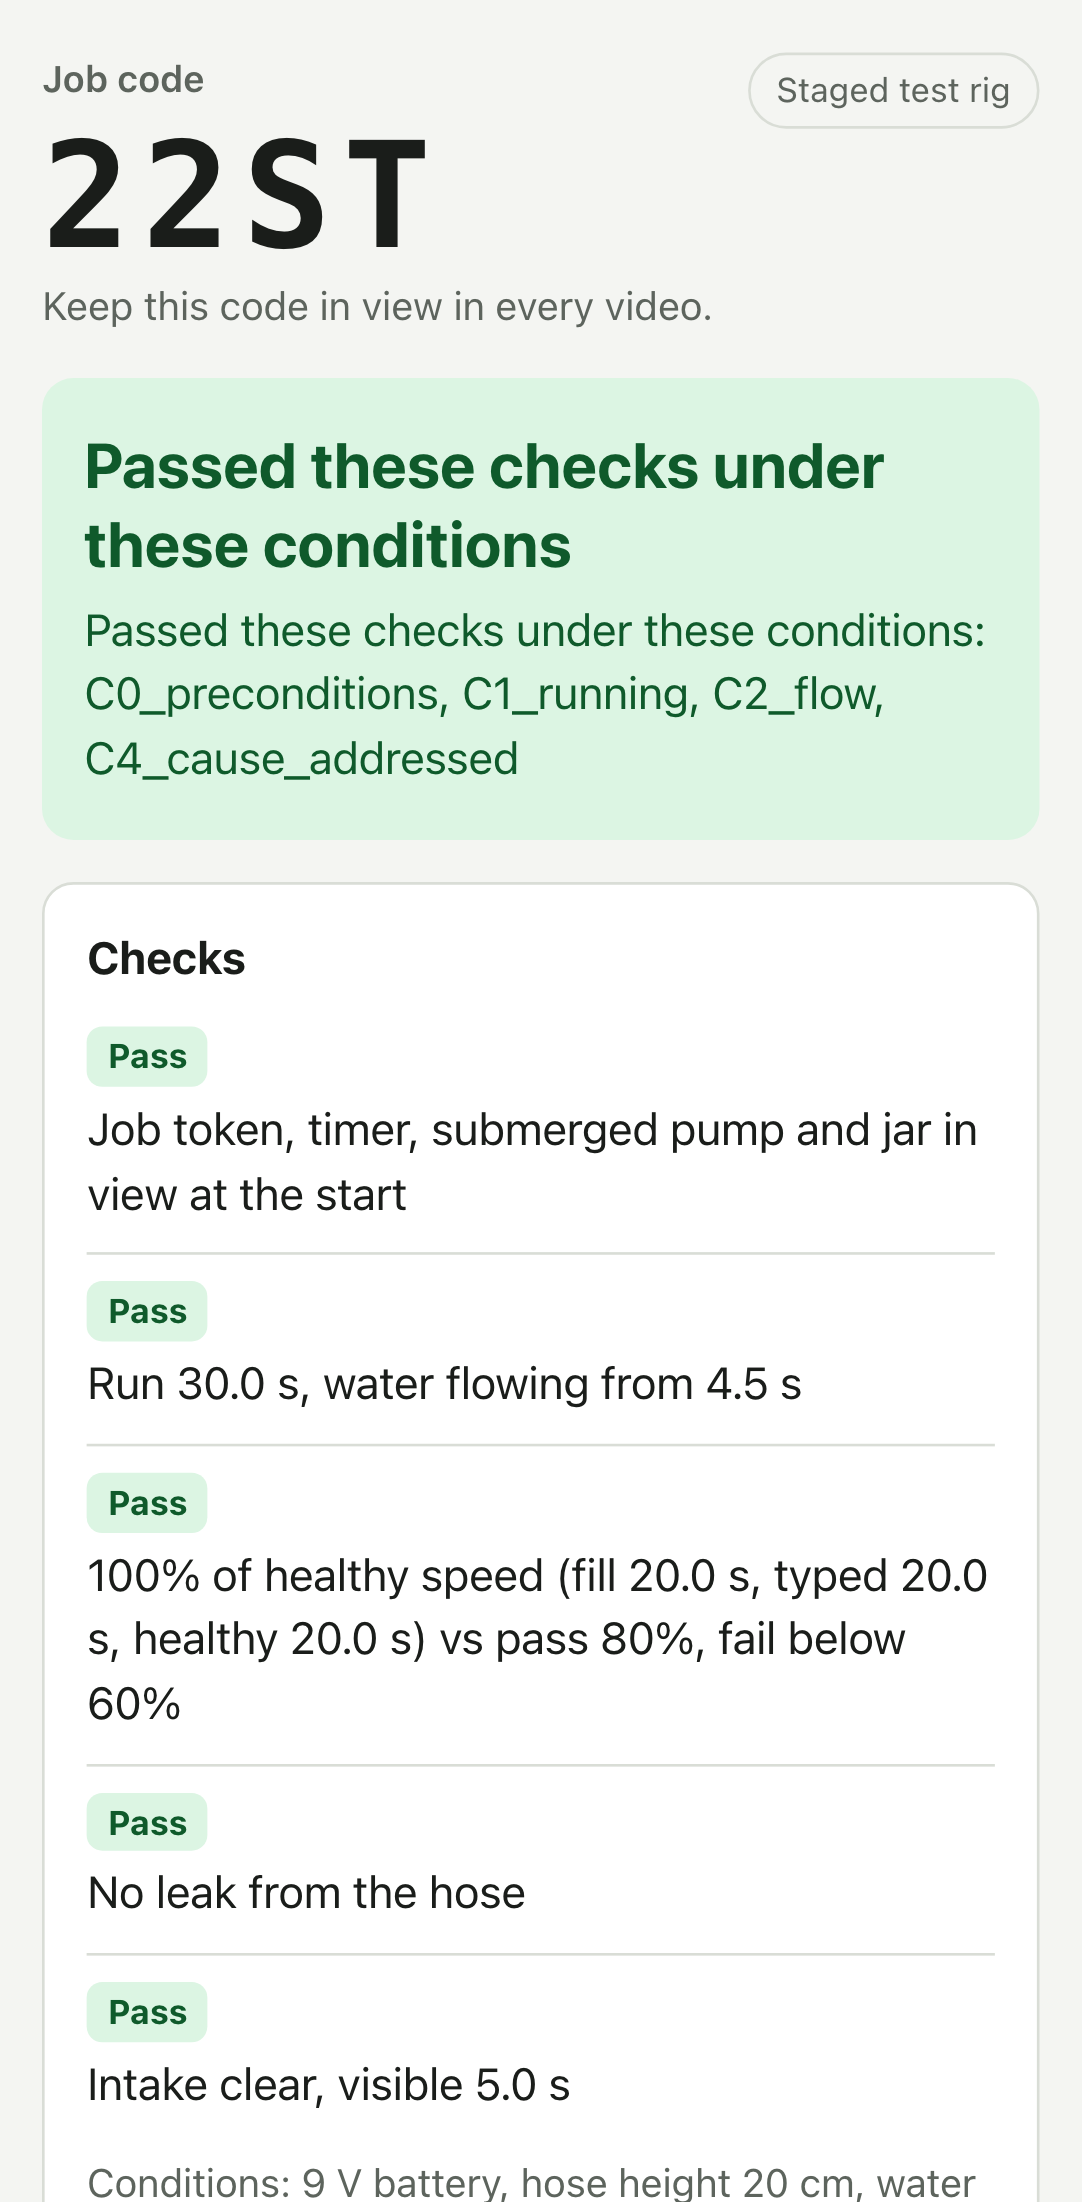 Job code
Staged test rig
22ST
Keep this code in view in every video.
Passed these checks under
these conditions
Passed these checks under these conditions:
C0_preconditions, C1_running, C2_flow,
C4_cause_addressed
Checks
Pass
Job token, timer, submerged pump and jar in
view at the start
Pass
Run 30.0 s, water flowing from 4.5 s
Pass
100% of healthy speed (fill 20.0 s, typed 20.0
s, healthy 20.0 s) vs pass 80%, fail below
60%
Pass
No leak from the hose
Pass
Intake clear, visible 5.0 s
Conditions: 9 V battery, hose height 20 cm, water